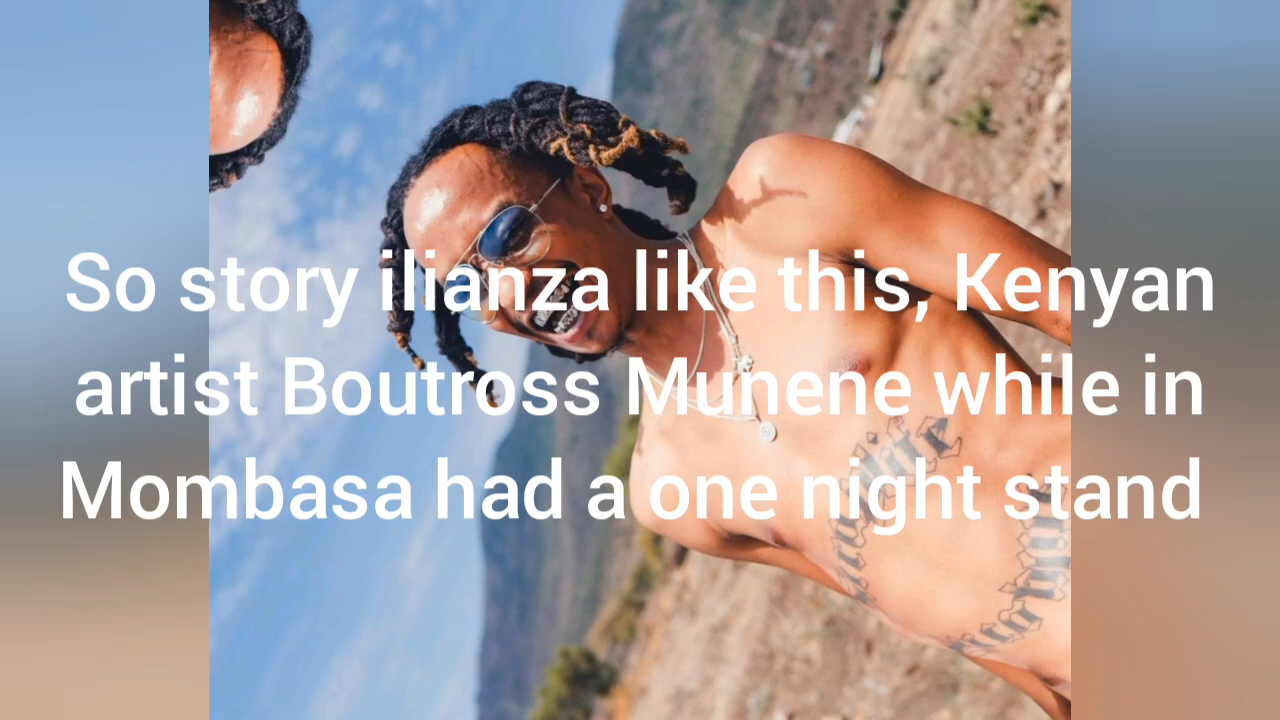 So story ilianza like this, Kenyan
artist Boutross Munene while in
Mombasa had a one night stand